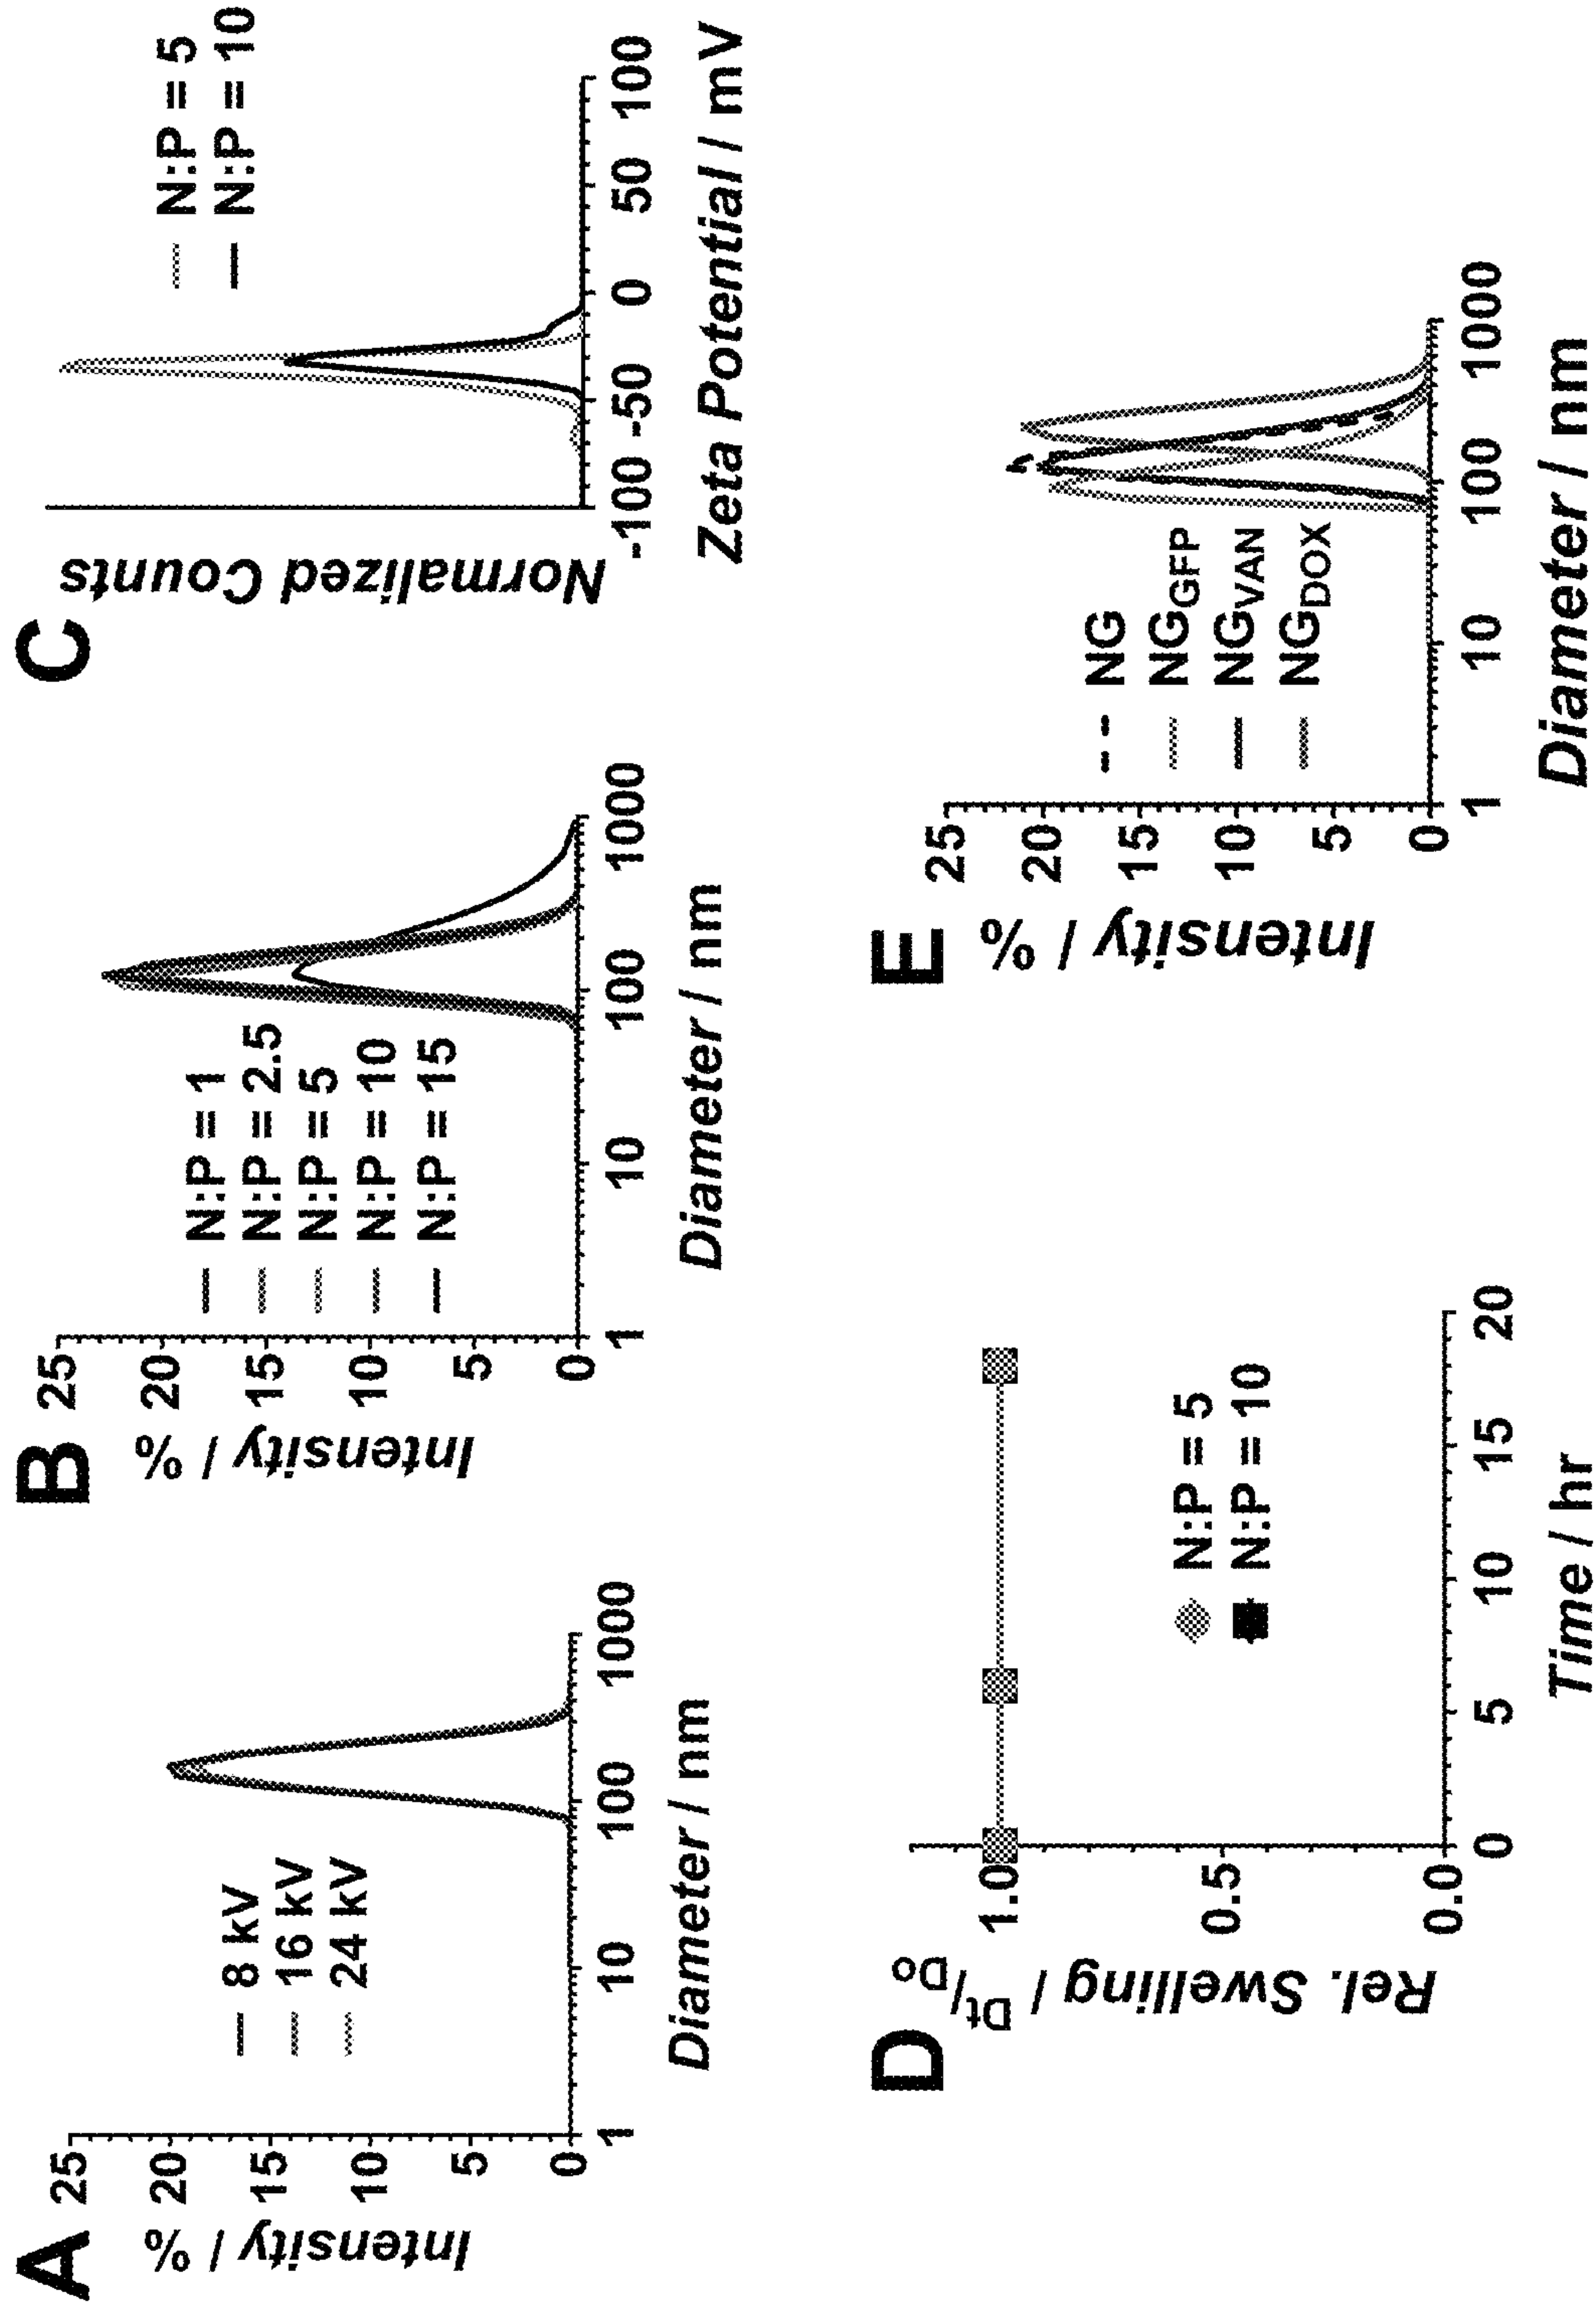 A
Intensity / %
25
20
15
10
5
0
8 kV
16 kV
24 kV
1
10
100
1000
Diameter / nm
B
Intensity / %
25
20
15
10
5
0
N:P = 1
N:P = 2.5
N:P = 5
N:P = 10
N:P = 15
1
10
100
1000
Diameter / nm
C
Normalized Counts
N:P = 5
N:P = 10
-100
-50
0
50
100
Zeta Potential / mV
D
Rel. Swelling / Dt/Do
1.0
0.5
0.0
N:P = 5
N:P = 10
0
5
10
15
20
Time / hr
E
Intensity / %
25
20
15
10
5
0
NG
NGGFP
NGVAN
NGDOX
1
10
100
1000
Diameter / nm